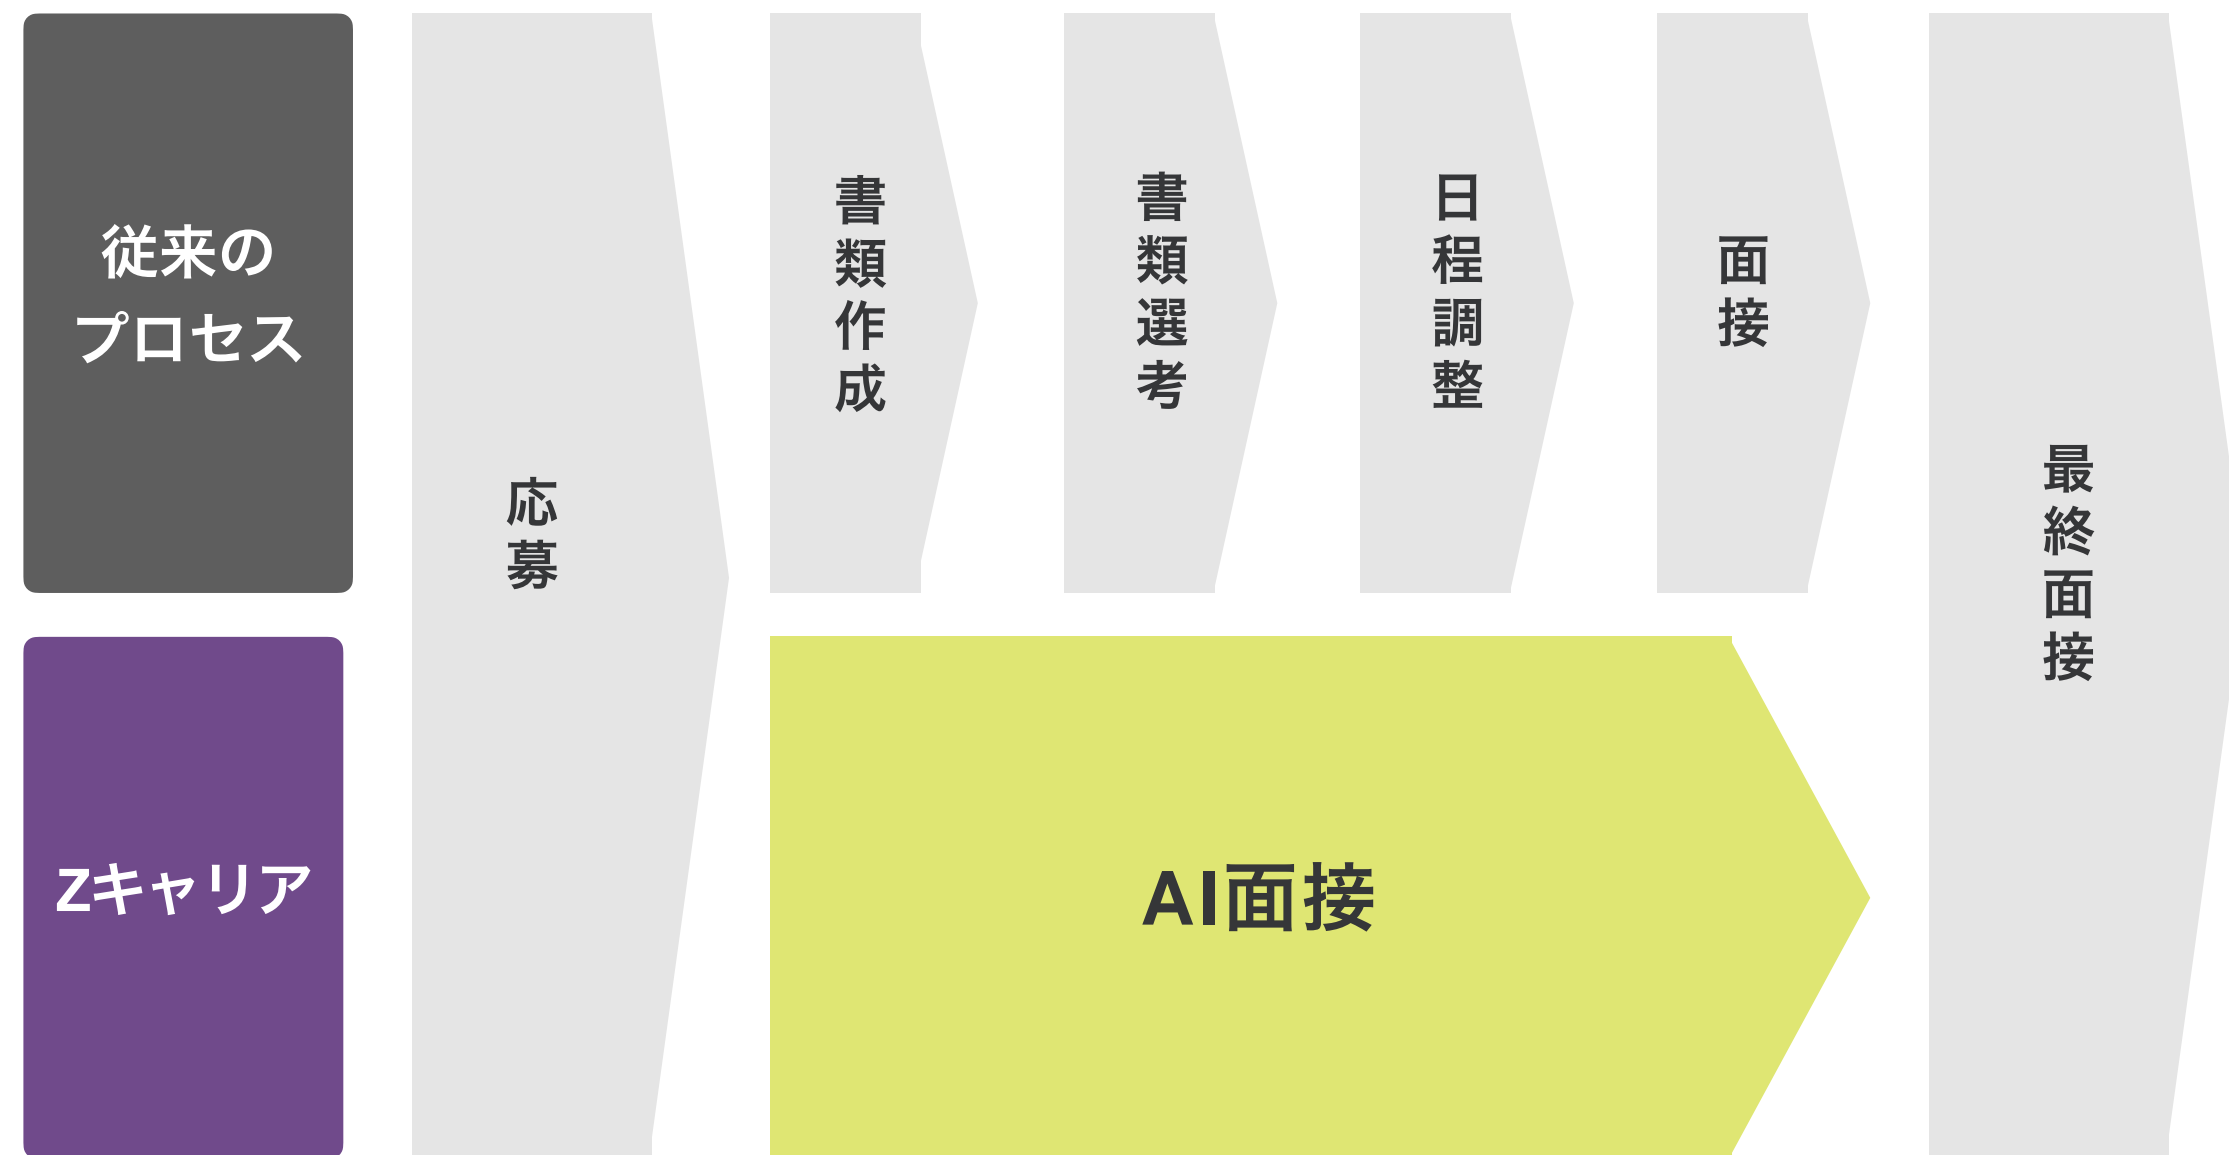 従来の
プロセス
応募
書類作成
書類選考
日程調整
面接
最終面接
Zキャリア
AI面接